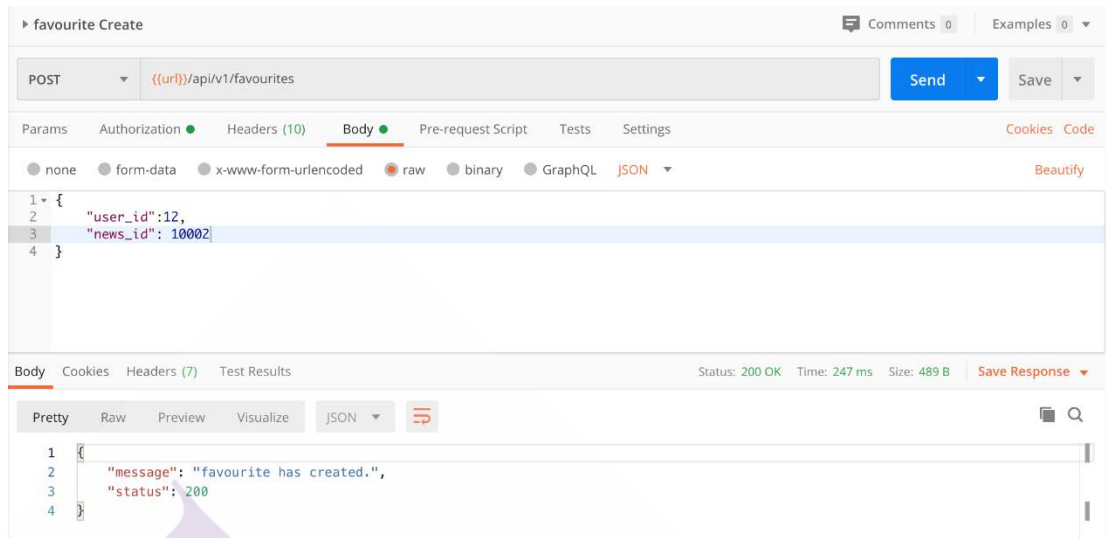 favourite Create Comments 0 Examples 0
POST {{url}}/api/v1/favourites Send Save
Params Authorization Headers (10) Body Pre-request Script Tests Settings Cookies Code
none form-data x-www-form-urlencoded raw binary GraphQL JSON Beautify
1 {
2 "user_id":12,
3 "news_id": 10002
4 }
Body Cookies Headers (7) Test Results Status: 200 OK Time: 247 ms Size: 489 B Save Response
Pretty Raw Preview Visualize JSON
1 {
2 "message": "favourite has created.",
3 "status": 200
4 }